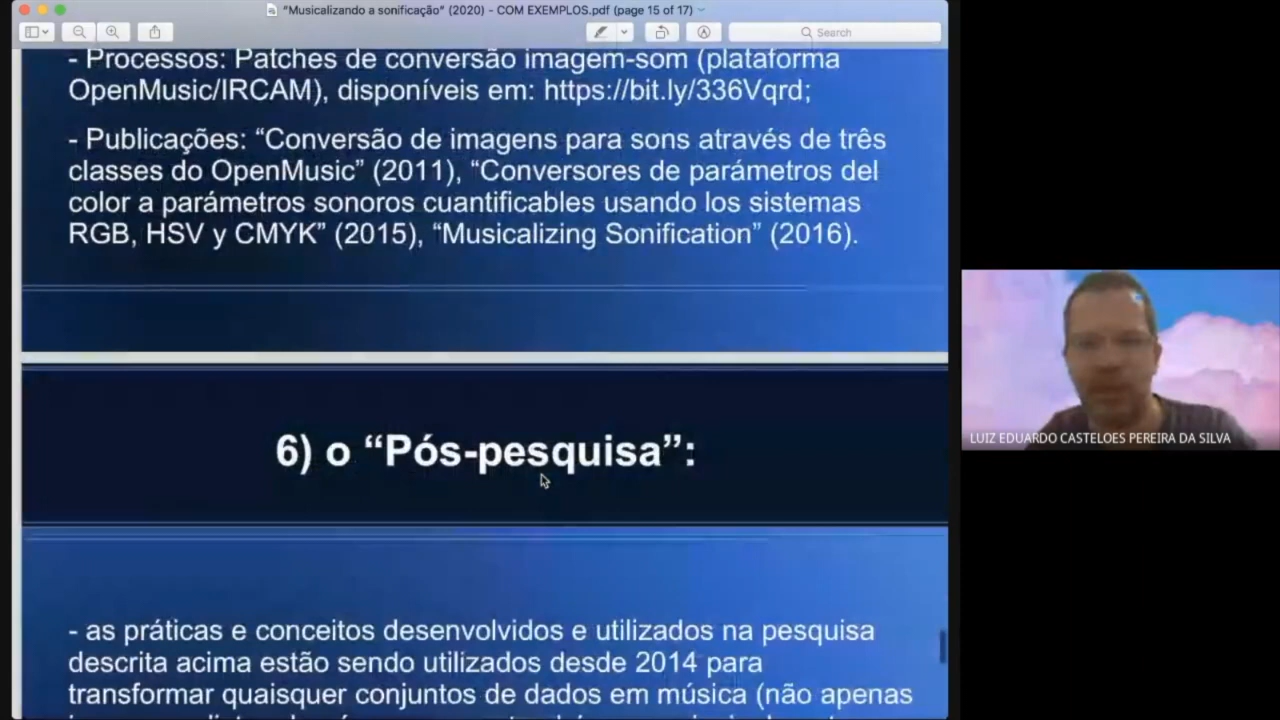 "Musicalizando a sonificação" (2020) - COM EXEMPLOS.pdf (page 15 of 17)
Search
- Processos: Patches de conversão imagem-som (plataforma
OpenMusic/IRCAM), disponíveis em: https://bit.ly/336Vqrd;
- Publicações: “Conversão de imagens para sons através de três
classes do OpenMusic” (2011), “Conversores de parámetros del
color a parámetros sonoros cuantificables usando los sistemas
RGB, HSV y CMYK” (2015), “Musicalizing Sonification” (2016).
6) o “Pós-pesquisa”:
- as práticas e conceitos desenvolvidos e utilizados na pesquisa
descrita acima estão sendo utilizados desde 2014 para
transformar quaisquer conjuntos de dados em música (não apenas
LUIZ EDUARDO CASTELOES PEREIRA DA SILVA